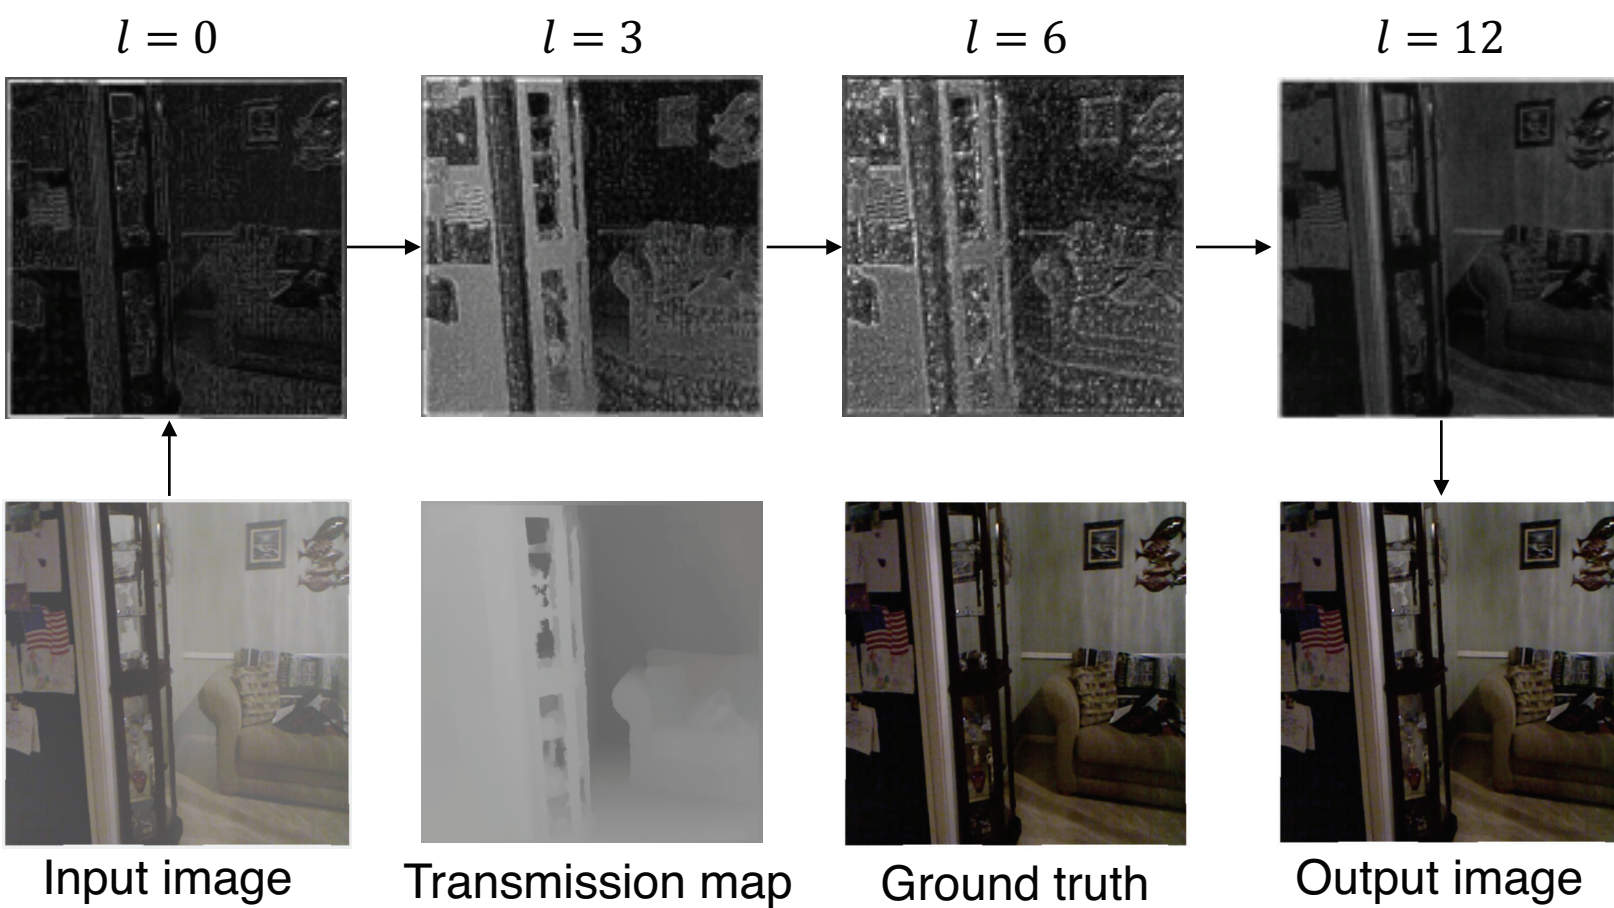 l = 0
l = 3
l = 6
l = 12
Input image
Transmission map
Ground truth
Output image